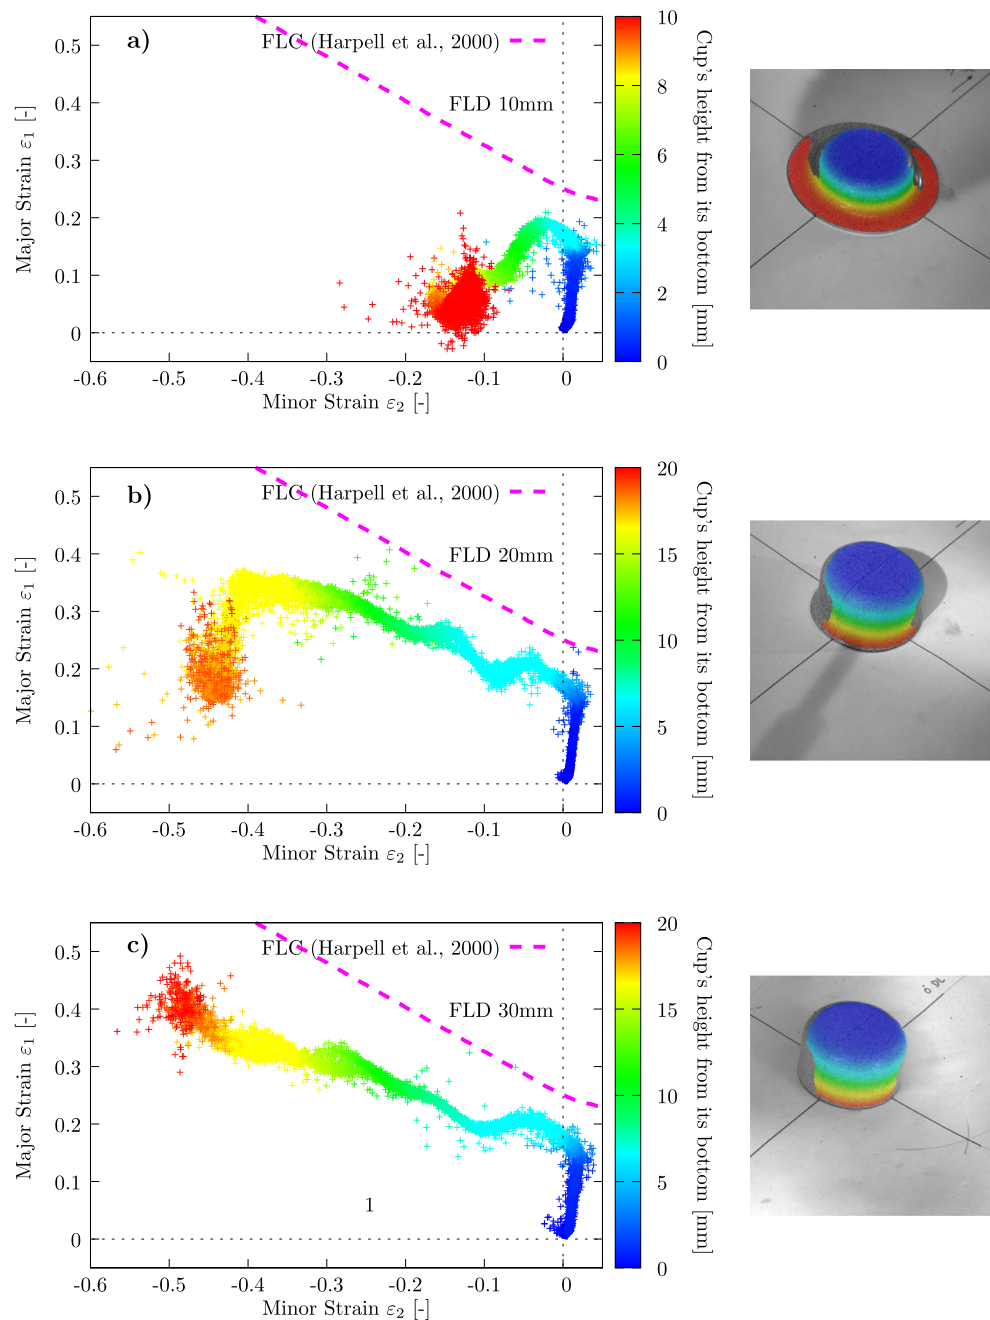 a)
FLC (Harpell et al., 2000)
FLD 10mm
Major Strain ε1 [-]
0.5
0.4
0.3
0.2
0.1
0
-0.6 -0.5 -0.4 -0.3 -0.2 -0.1 0
Minor Strain ε2 [-]
10
8
6
4
2
0
Cup's height from its bottom [mm]
b)
FLC (Harpell et al., 2000)
FLD 20mm
Major Strain ε1 [-]
0.5
0.4
0.3
0.2
0.1
0
-0.6 -0.5 -0.4 -0.3 -0.2 -0.1 0
Minor Strain ε2 [-]
20
15
10
5
0
Cup's height from its bottom [mm]
c)
FLC (Harpell et al., 2000)
FLD 30mm
1
Major Strain ε1 [-]
0.5
0.4
0.3
0.2
0.1
0
-0.6 -0.5 -0.4 -0.3 -0.2 -0.1 0
Minor Strain ε2 [-]
20
15
10
5
0
Cup's height from its bottom [mm]